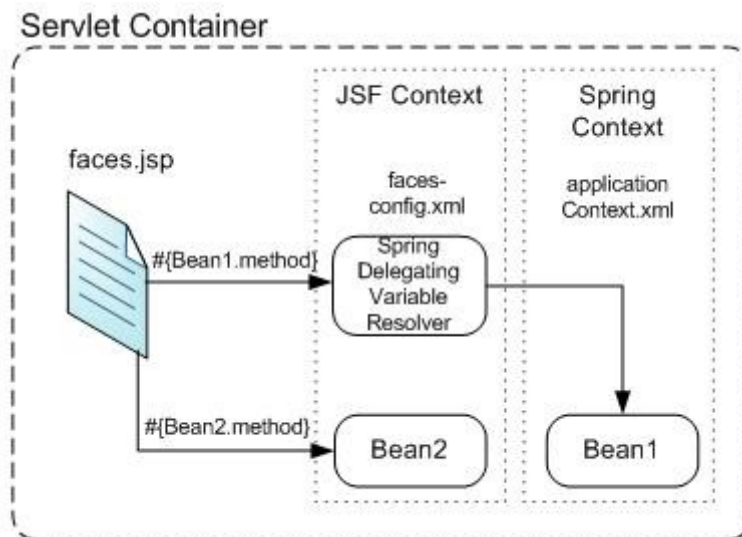 Servlet Container
JSF Context
Spring
Context
faces.jsp
faces-
config.xml
application
Context.xml
#{Bean1.method}
Spring
Delegating
Variable
Resolver
#{Bean2.method}
Bean2
Bean1